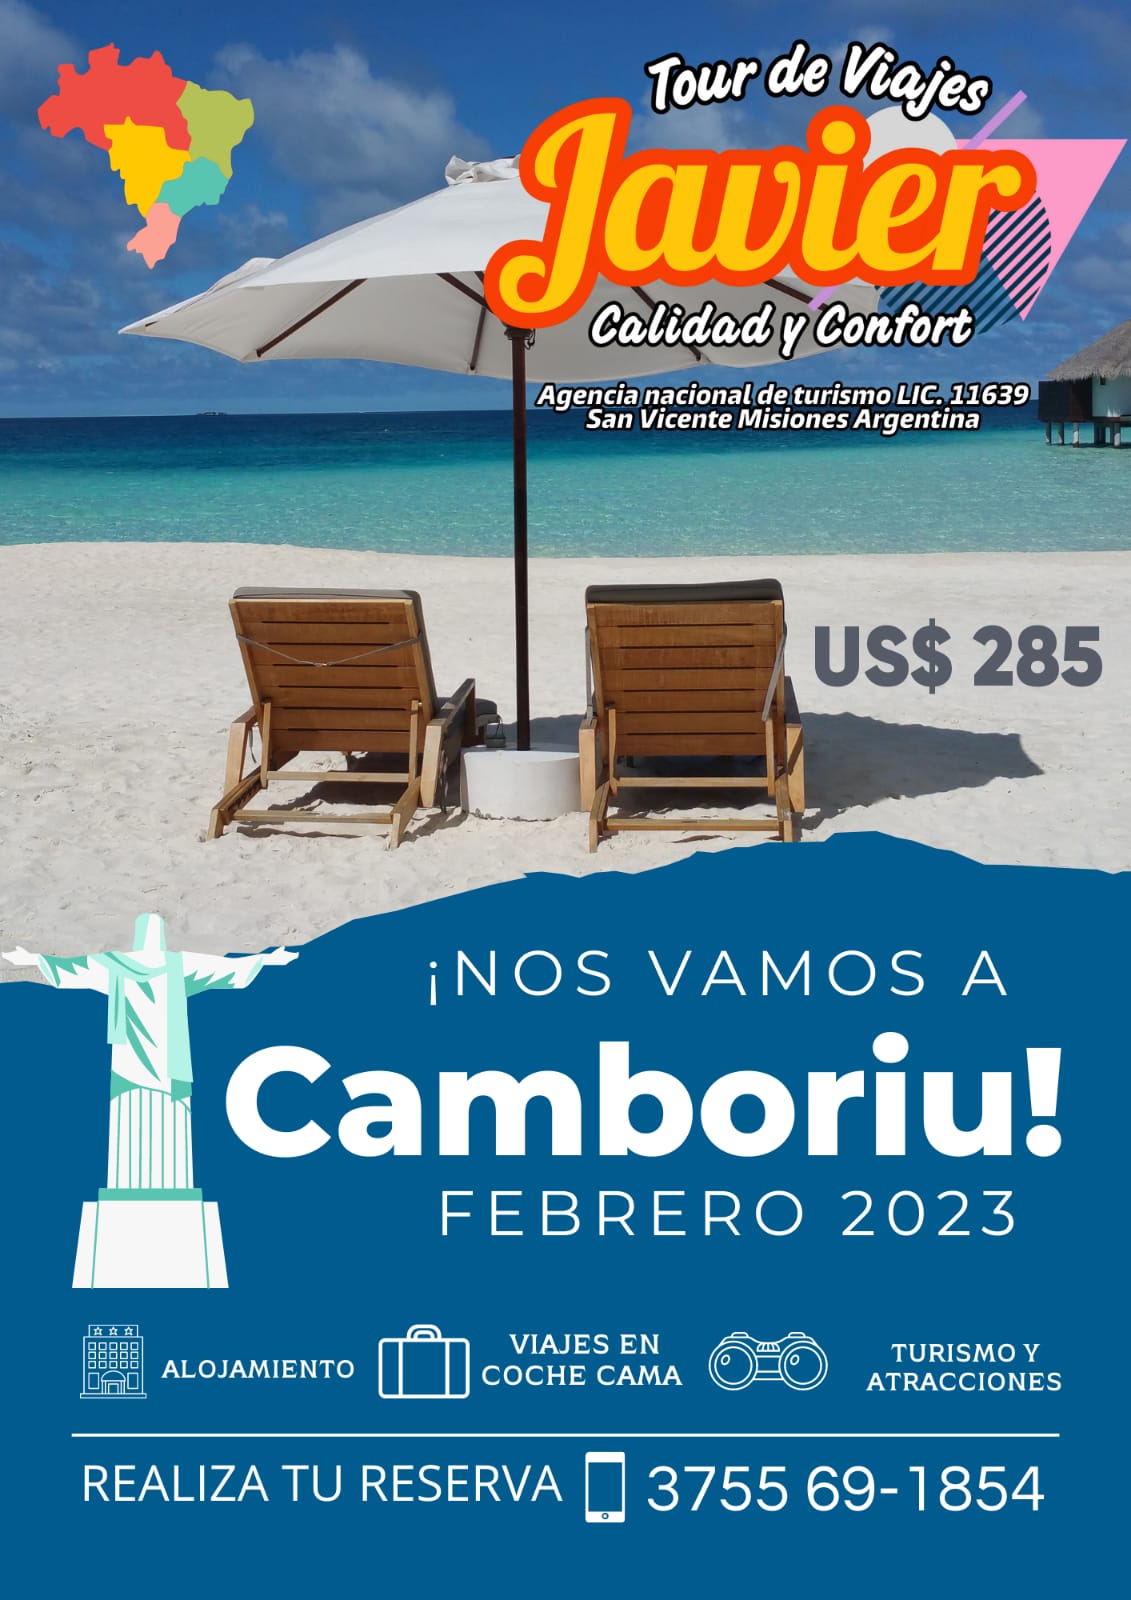 Tour de Viajes
Javier
Calidad y Confort
Agencia nacional de turismo LIC. 11639
San Vicente Misiones Argentina
US$ 285
¡NOS VAMOS A
Camboriu!
FEBRERO 2023
ALOJAMIENTO
VIAJES EN
COCHE CAMA
TURISMO Y
ATRACCIONES
REALIZA TU RESERVA
3755 69-1854